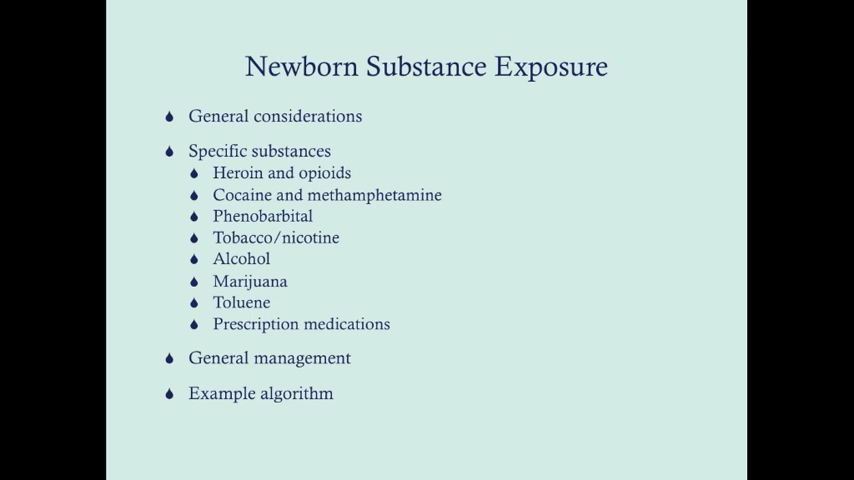 Newborn Substance Exposure
General considerations
Specific substances
Heroin and opioids
Cocaine and methamphetamine
Phenobarbital
Tobacco/nicotine
Alcohol
Marijuana
Toluene
Prescription medications
General management
Example algorithm